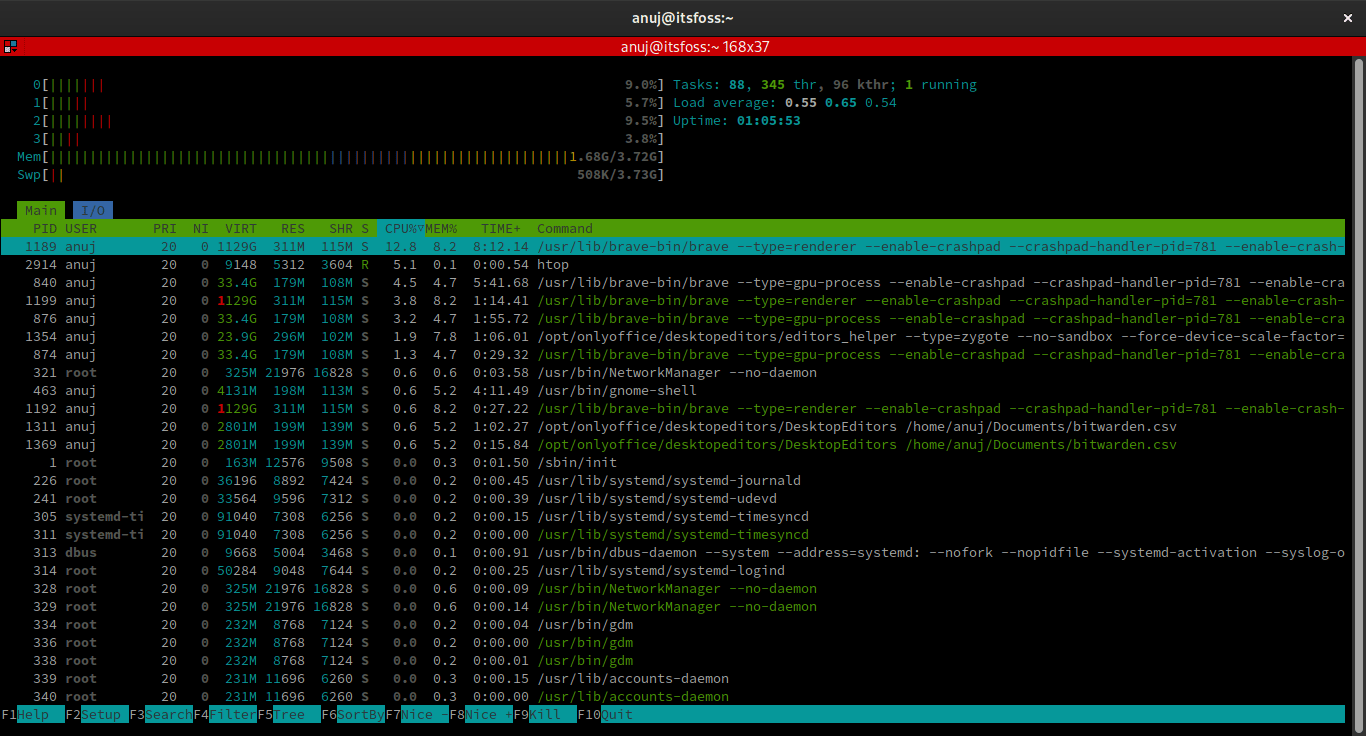 anuj@itsfoss:~ ×
anuj@itsfoss:~ 168x37
0[||||||| 9.0%] Tasks: 88, 345 thr, 96 kthr; 1 running
1[||||| 5.7%] Load average: 0.55 0.65 0.54
2[|||||||| 9.5%] Uptime: 01:05:53
3[|||| 3.8%]
Mem[|||||||||||||||||||||||||||||||||||||||||||||||||||||||||||||||||1.68G/3.72G]
Swp[|| 508K/3.73G]
Main I/O
PID USER PRI NI VIRT RES SHR S CPU%▽MEM% TIME+ Command
1189 anuj 20 0 1129G 311M 115M S 12.8 8.2 8:12.14 /usr/lib/brave-bin/brave --type=renderer --enable-crashpad --crashpad-handler-pid=781 --enable-crash-
2914 anuj 20 0 9148 5312 3604 R 5.1 0.1 0:00.54 htop
840 anuj 20 0 33.4G 179M 108M S 4.5 4.7 5:41.68 /usr/lib/brave-bin/brave --type=gpu-process --enable-crashpad --crashpad-handler-pid=781 --enable-cra
1199 anuj 20 0 1129G 311M 115M S 3.8 8.2 1:14.41 /usr/lib/brave-bin/brave --type=renderer --enable-crashpad --crashpad-handler-pid=781 --enable-crash-
876 anuj 20 0 33.4G 179M 108M S 3.2 4.7 1:55.72 /usr/lib/brave-bin/brave --type=gpu-process --enable-crashpad --crashpad-handler-pid=781 --enable-cra
1354 anuj 20 0 23.9G 296M 102M S 1.9 7.8 1:06.01 /opt/onlyoffice/desktopeditors/editors_helper --type=zygote --no-sandbox --force-device-scale-factor=
874 anuj 20 0 33.4G 179M 108M S 1.3 4.7 0:29.32 /usr/lib/brave-bin/brave --type=gpu-process --enable-crashpad --crashpad-handler-pid=781 --enable-cra
321 root 20 0 325M 21976 16828 S 0.6 0.6 0:03.58 /usr/bin/NetworkManager --no-daemon
463 anuj 20 0 4131M 198M 113M S 0.6 5.2 4:11.49 /usr/bin/gnome-shell
1192 anuj 20 0 1129G 311M 115M S 0.6 8.2 0:27.22 /usr/lib/brave-bin/brave --type=renderer --enable-crashpad --crashpad-handler-pid=781 --enable-crash-
1311 anuj 20 0 2801M 199M 139M S 0.6 5.2 1:02.27 /opt/onlyoffice/desktopeditors/DesktopEditors /home/anuj/Documents/bitwarden.csv
1369 anuj 20 0 2801M 199M 139M S 0.6 5.2 0:15.84 /opt/onlyoffice/desktopeditors/DesktopEditors /home/anuj/Documents/bitwarden.csv
1 root 20 0 163M 12576 9508 S 0.0 0.3 0:01.50 /sbin/init
226 root 20 0 36196 8892 7424 S 0.0 0.2 0:00.45 /usr/lib/systemd/systemd-journald
241 root 20 0 33564 9596 7312 S 0.0 0.2 0:00.39 /usr/lib/systemd/systemd-udevd
305 systemd-ti 20 0 91040 7308 6256 S 0.0 0.2 0:00.15 /usr/lib/systemd/systemd-timesyncd
311 systemd-ti 20 0 91040 7308 6256 S 0.0 0.2 0:00.00 /usr/lib/systemd/systemd-timesyncd
313 dbus 20 0 9668 5004 3468 S 0.0 0.1 0:00.91 /usr/bin/dbus-daemon --system --address=systemd: --nofork --nopidfile --systemd-activation --syslog-o
314 root 20 0 50284 9048 7644 S 0.0 0.2 0:00.25 /usr/lib/systemd/systemd-logind
328 root 20 0 325M 21976 16828 S 0.0 0.6 0:00.09 /usr/bin/NetworkManager --no-daemon
329 root 20 0 325M 21976 16828 S 0.0 0.6 0:00.14 /usr/bin/NetworkManager --no-daemon
334 root 20 0 232M 8768 7124 S 0.0 0.2 0:00.04 /usr/bin/gdm
336 root 20 0 232M 8768 7124 S 0.0 0.2 0:00.00 /usr/bin/gdm
338 root 20 0 232M 8768 7124 S 0.0 0.2 0:00.01 /usr/bin/gdm
339 root 20 0 231M 11696 6260 S 0.0 0.3 0:00.15 /usr/lib/accounts-daemon
340 root 20 0 231M 11696 6260 S 0.0 0.3 0:00.00 /usr/lib/accounts-daemon
F1Help F2Setup F3SearchF4FilterF5Tree F6SortByF7Nice -F8Nice +F9Kill F10Quit